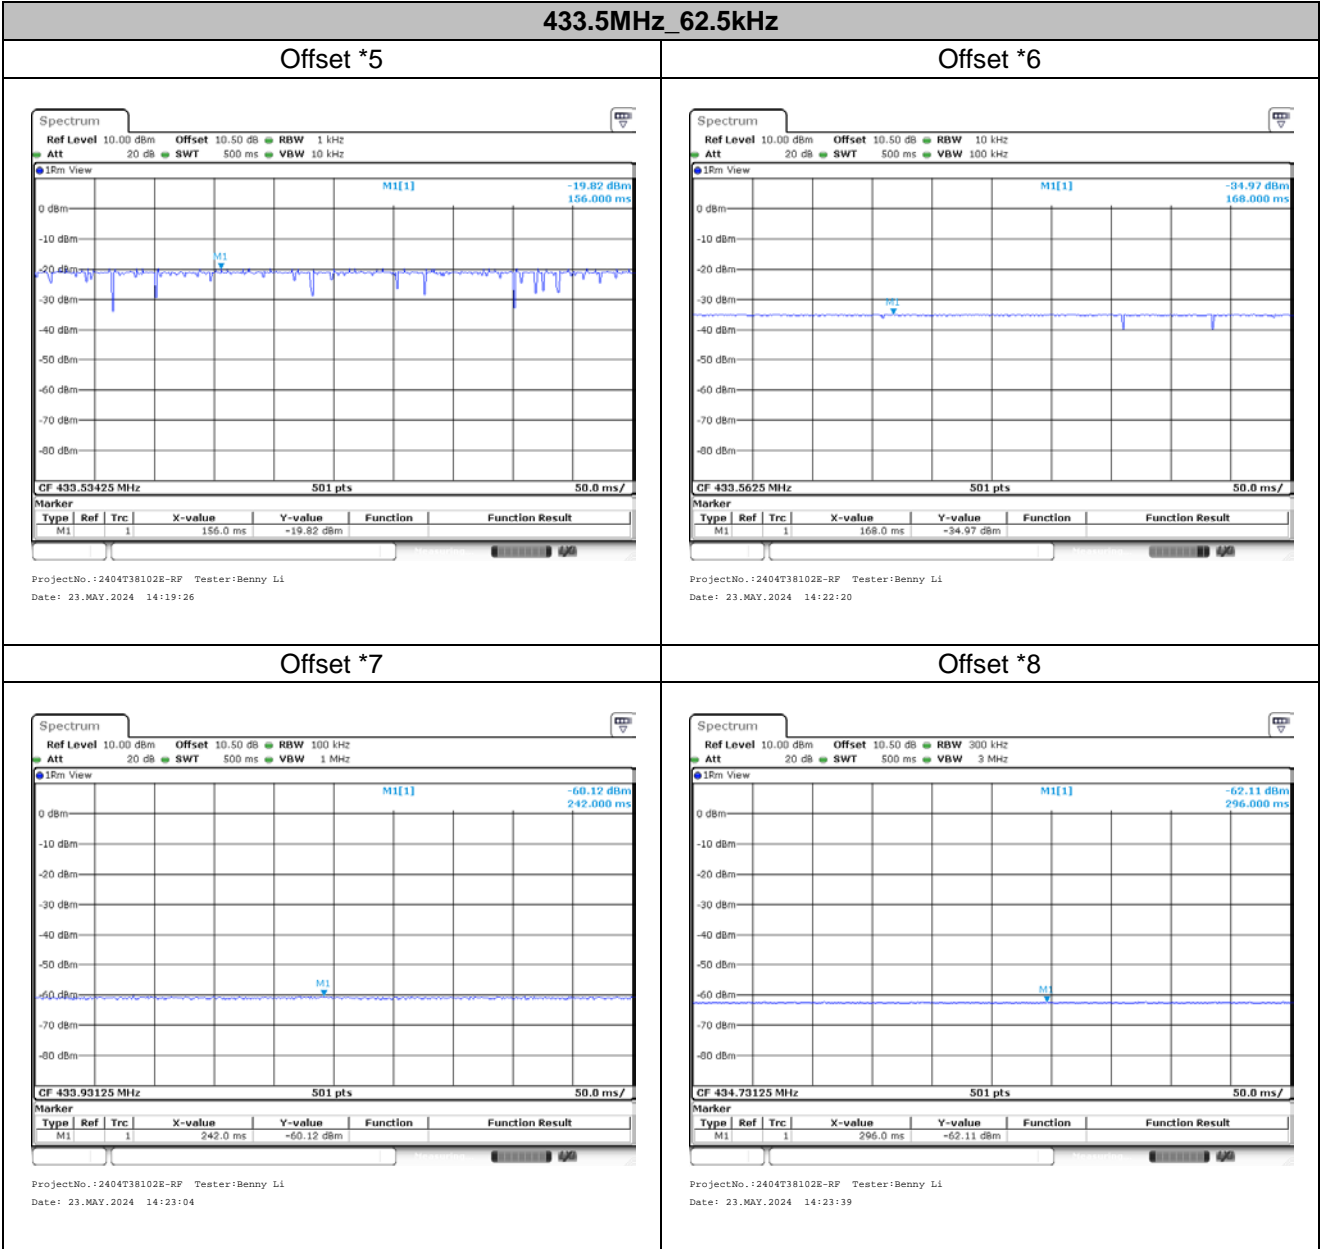 433.5MHz_62.5kHz
Offset *5
Spectrum
Ref Level 10.00 dBm Offset 10.50 dB RBW 1 kHz
Att 20 dB SWT 500 ms VBW 10 kHz
1Rm View
M1[1] -19.82 dBm
156.000 ms
0 dBm
-10 dBm
M1
-20 dBm
-30 dBm
-40 dBm
-50 dBm
-60 dBm
-70 dBm
-80 dBm
CF 433.53425 MHz 501 pts 50.0 ms/
Marker
Type Ref Trc X-value Y-value Function Function Result
M1 1 156.0 ms -19.82 dBm
ProjectNo.:2404T38102E-RF Tester:Benny Li
Date: 23.MAY.2024 14:19:26
Offset *6
Spectrum
Ref Level 10.00 dBm Offset 10.50 dB RBW 10 kHz
Att 20 dB SWT 500 ms VBW 100 kHz
1Rm View
M1[1] -34.97 dBm
168.000 ms
0 dBm
-10 dBm
-20 dBm
-30 dBm
M1
-40 dBm
-50 dBm
-60 dBm
-70 dBm
-80 dBm
CF 433.5625 MHz 501 pts 50.0 ms/
Marker
Type Ref Trc X-value Y-value Function Function Result
M1 1 168.0 ms -34.97 dBm
ProjectNo.:2404T38102E-RF Tester:Benny Li
Date: 23.MAY.2024 14:22:20
Offset *7
Spectrum
Ref Level 10.00 dBm Offset 10.50 dB RBW 100 kHz
Att 20 dB SWT 500 ms VBW 1 MHz
1Rm View
M1[1] -60.12 dBm
242.000 ms
0 dBm
-10 dBm
-20 dBm
-30 dBm
-40 dBm
-50 dBm
M1
-60 dBm
-70 dBm
-80 dBm
CF 433.93125 MHz 501 pts 50.0 ms/
Marker
Type Ref Trc X-value Y-value Function Function Result
M1 1 242.0 ms -60.12 dBm
ProjectNo.:2404T38102E-RF Tester:Benny Li
Date: 23.MAY.2024 14:23:04
Offset *8
Spectrum
Ref Level 10.00 dBm Offset 10.50 dB RBW 300 kHz
Att 20 dB SWT 500 ms VBW 3 MHz
1Rm View
M1[1] -62.11 dBm
296.000 ms
0 dBm
-10 dBm
-20 dBm
-30 dBm
-40 dBm
-50 dBm
M1
-60 dBm
-70 dBm
-80 dBm
CF 434.73125 MHz 501 pts 50.0 ms/
Marker
Type Ref Trc X-value Y-value Function Function Result
M1 1 296.0 ms -62.11 dBm
ProjectNo.:2404T38102E-RF Tester:Benny Li
Date: 23.MAY.2024 14:23:39